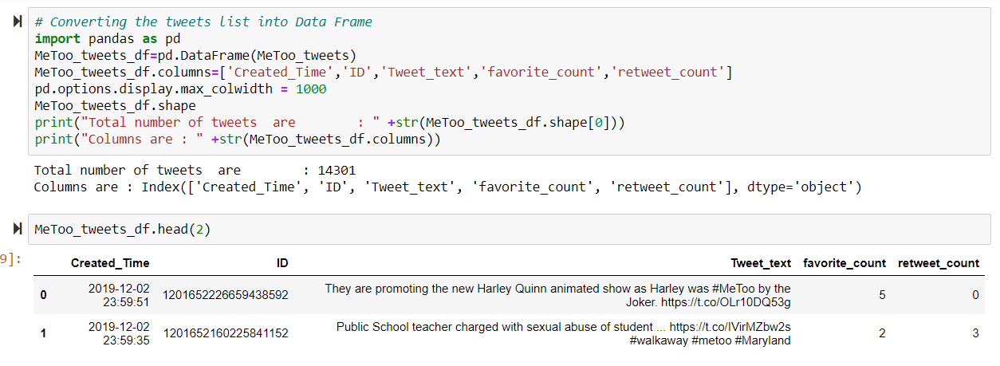 # Converting the tweets list into Data Frame
import pandas as pd
MeToo_tweets_df=pd.DataFrame(MeToo_tweets)
MeToo_tweets_df.columns=['Created_Time','ID','Tweet_text','favorite_count','retweet_count']
pd.options.display.max_colwidth = 1000
MeToo_tweets_df.shape
print("Total number of tweets  are        : " +str(MeToo_tweets_df.shape[0]))
print("Columns are : " +str(MeToo_tweets_df.columns))
Total number of tweets  are        : 14301
Columns are : Index(['Created_Time', 'ID', 'Tweet_text', 'favorite_count', 'retweet_count'], dtype='object')
MeToo_tweets_df.head(2)
9]:
Created_Time ID Tweet_text favorite_count retweet_count
0 2019-12-02 23:59:51 1201652226659438592 They are promoting the new Harley Quinn animated show as Harley was #MeToo by the Joker. https://t.co/OLr10DQ53g 5 0
1 2019-12-02 23:59:35 1201652160225841152 Public School teacher charged with sexual abuse of student ... https://t.co/IVirMZbw2s #walkaway #metoo #Maryland 2 3